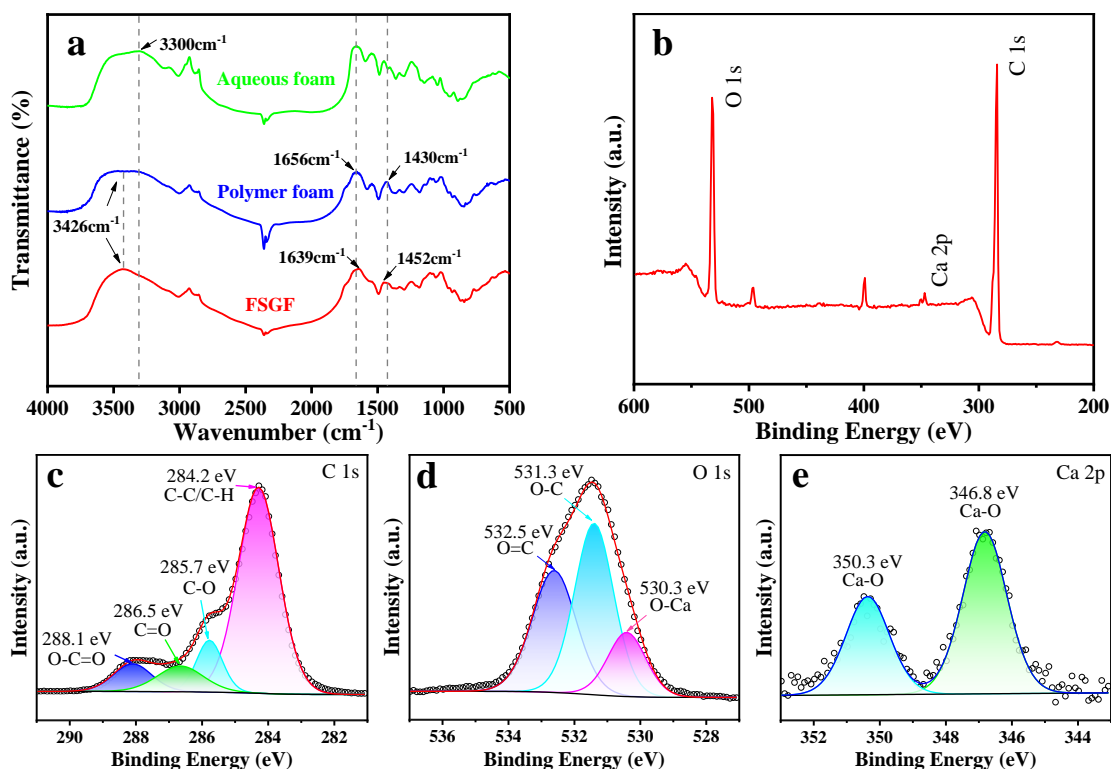 a
3300cm-1
Aqueous foam
1656cm-1
1430cm-1
Polymer foam
3426cm-1
1639cm-1
1452cm-1
FSGF
Transmittance (%)
4000 3500 3000 2500 2000 1500 1000 500
Wavenumber (cm-1)
b
O 1s
Ca 2p
C 1s
Intensity (a.u.)
600 500 400 300 200
Binding Energy (eV)
c
C 1s
284.2 eV
C-C/C-H
285.7 eV
C-O
286.5 eV
C=O
288.1 eV
O-C=O
Intensity (a.u.)
290 288 286 284 282
Binding Energy (eV)
d
O 1s
531.3 eV
O-C
532.5 eV
O=C
530.3 eV
O-Ca
Intensity (a.u.)
536 534 532 530 528
Binding Energy (eV)
e
Ca 2p
346.8 eV
Ca-O
350.3 eV
Ca-O
Intensity (a.u.)
352 350 348 346 344
Binding Energy (eV)